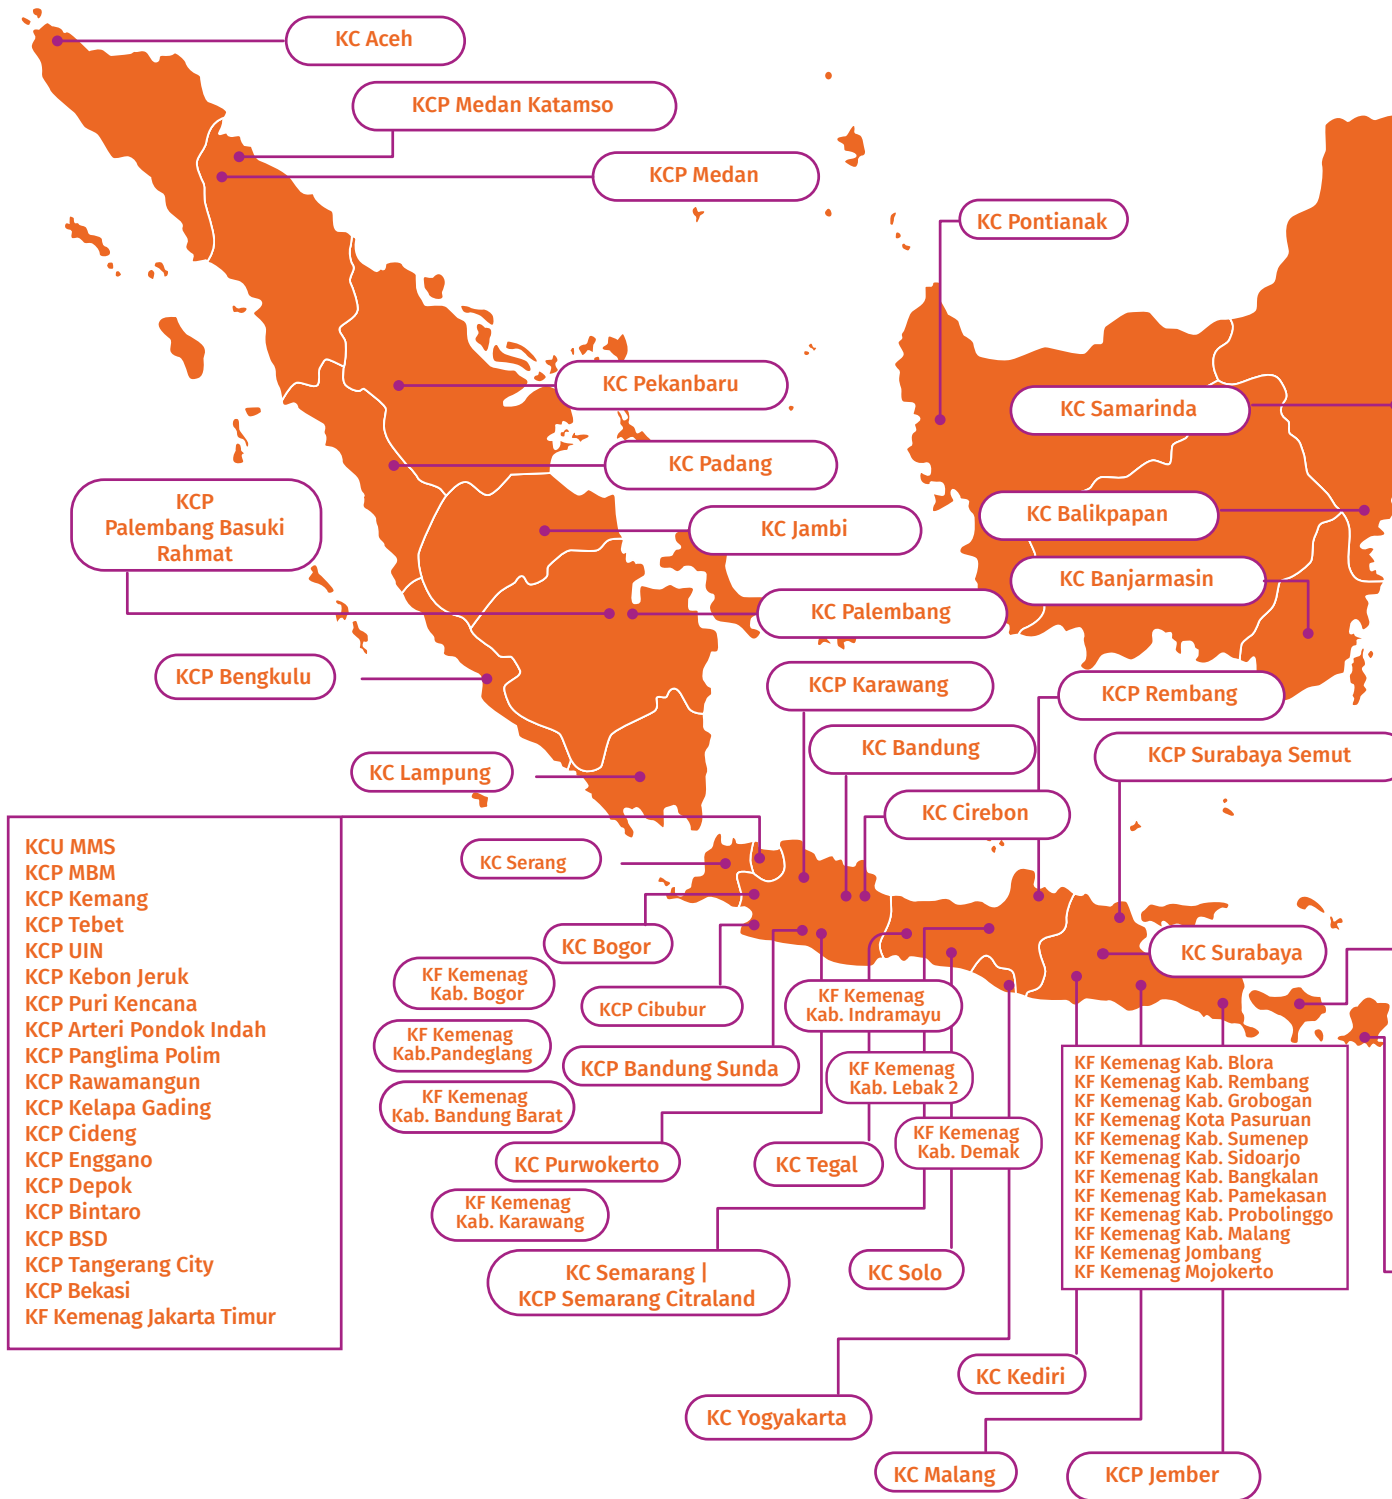 KC Aceh
KCP Medan Katamso
KCP Medan
KC Pontianak
KC Pekanbaru
KC Samarinda
KC Padang
KCP
Palembang Basuki
Rahmat
KC Jambi
KC Balikpapan
KC Banjarmasin
KC Palembang
KCP Bengkulu
KCP Karawang
KCP Rembang
KC Bandung
KCP Surabaya Semut
KC Lampung
KC Cirebon
KCU MMS
KCP MBM
KCP Kemang
KCP Tebet
KCP UIN
KCP Kebon Jeruk
KCP Puri Kencana
KCP Arteri Pondok Indah
KCP Panglima Polim
KCP Rawamangun
KCP Kelapa Gading
KCP Cideng
KCP Enggano
KCP Depok
KCP Bintaro
KCP BSD
KCP Tangerang City
KCP Bekasi
KF Kemenag Jakarta Timur
KC Serang
KC Bogor
KC Surabaya
KF Kemenag
Kab. Bogor
KCP Cibubur
KF Kemenag
Kab. Indramayu
KF Kemenag
Kab.Pandeglang
KCP Bandung Sunda
KF Kemenag
Kab. Lebak 2
KF Kemenag
Kab. Bandung Barat
KF Kemenag
Kab. Demak
KC Purwokerto
KC Tegal
KF Kemenag
Kab. Karawang
KC Semarang |
KCP Semarang Citraland
KC Solo
KF Kemenag Kab. Blora
KF Kemenag Kab. Rembang
KF Kemenag Kab. Grobogan
KF Kemenag Kota Pasuruan
KF Kemenag Kab. Sumenep
KF Kemenag Kab. Sidoarjo
KF Kemenag Kab. Bangkalan
KF Kemenag Kab. Pamekasan
KF Kemenag Kab. Probolinggo
KF Kemenag Kab. Malang
KF Kemenag Jombang
KF Kemenag Mojokerto
KC Kediri
KC Yogyakarta
KC Malang
KCP Jember